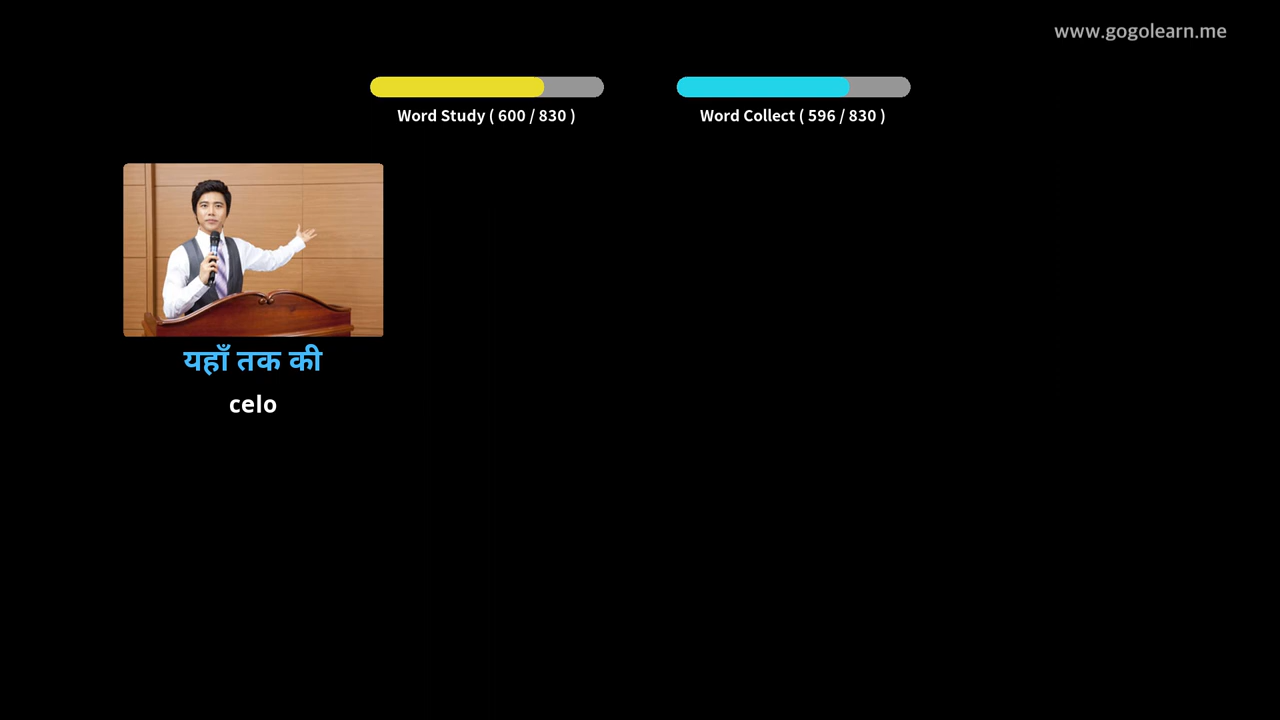 www.gogolearn.me
Word Study ( 600 / 830 )
Word Collect ( 596 / 830 )
यहाँ तक की
celo